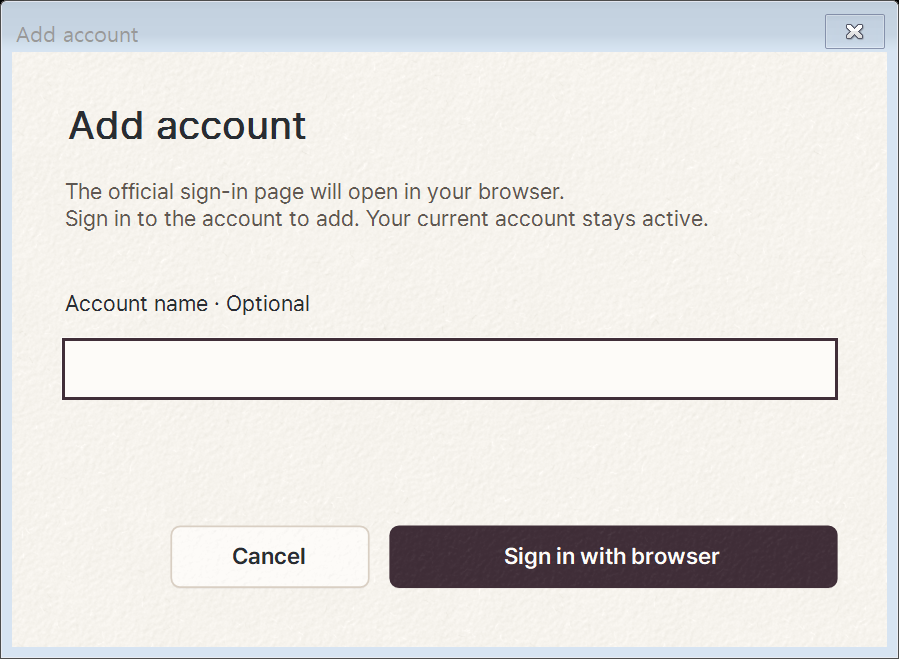 Add account
Add account
The official sign-in page will open in your browser.
Sign in to the account to add. Your current account stays active.
Account name · Optional
Cancel
Sign in with browser